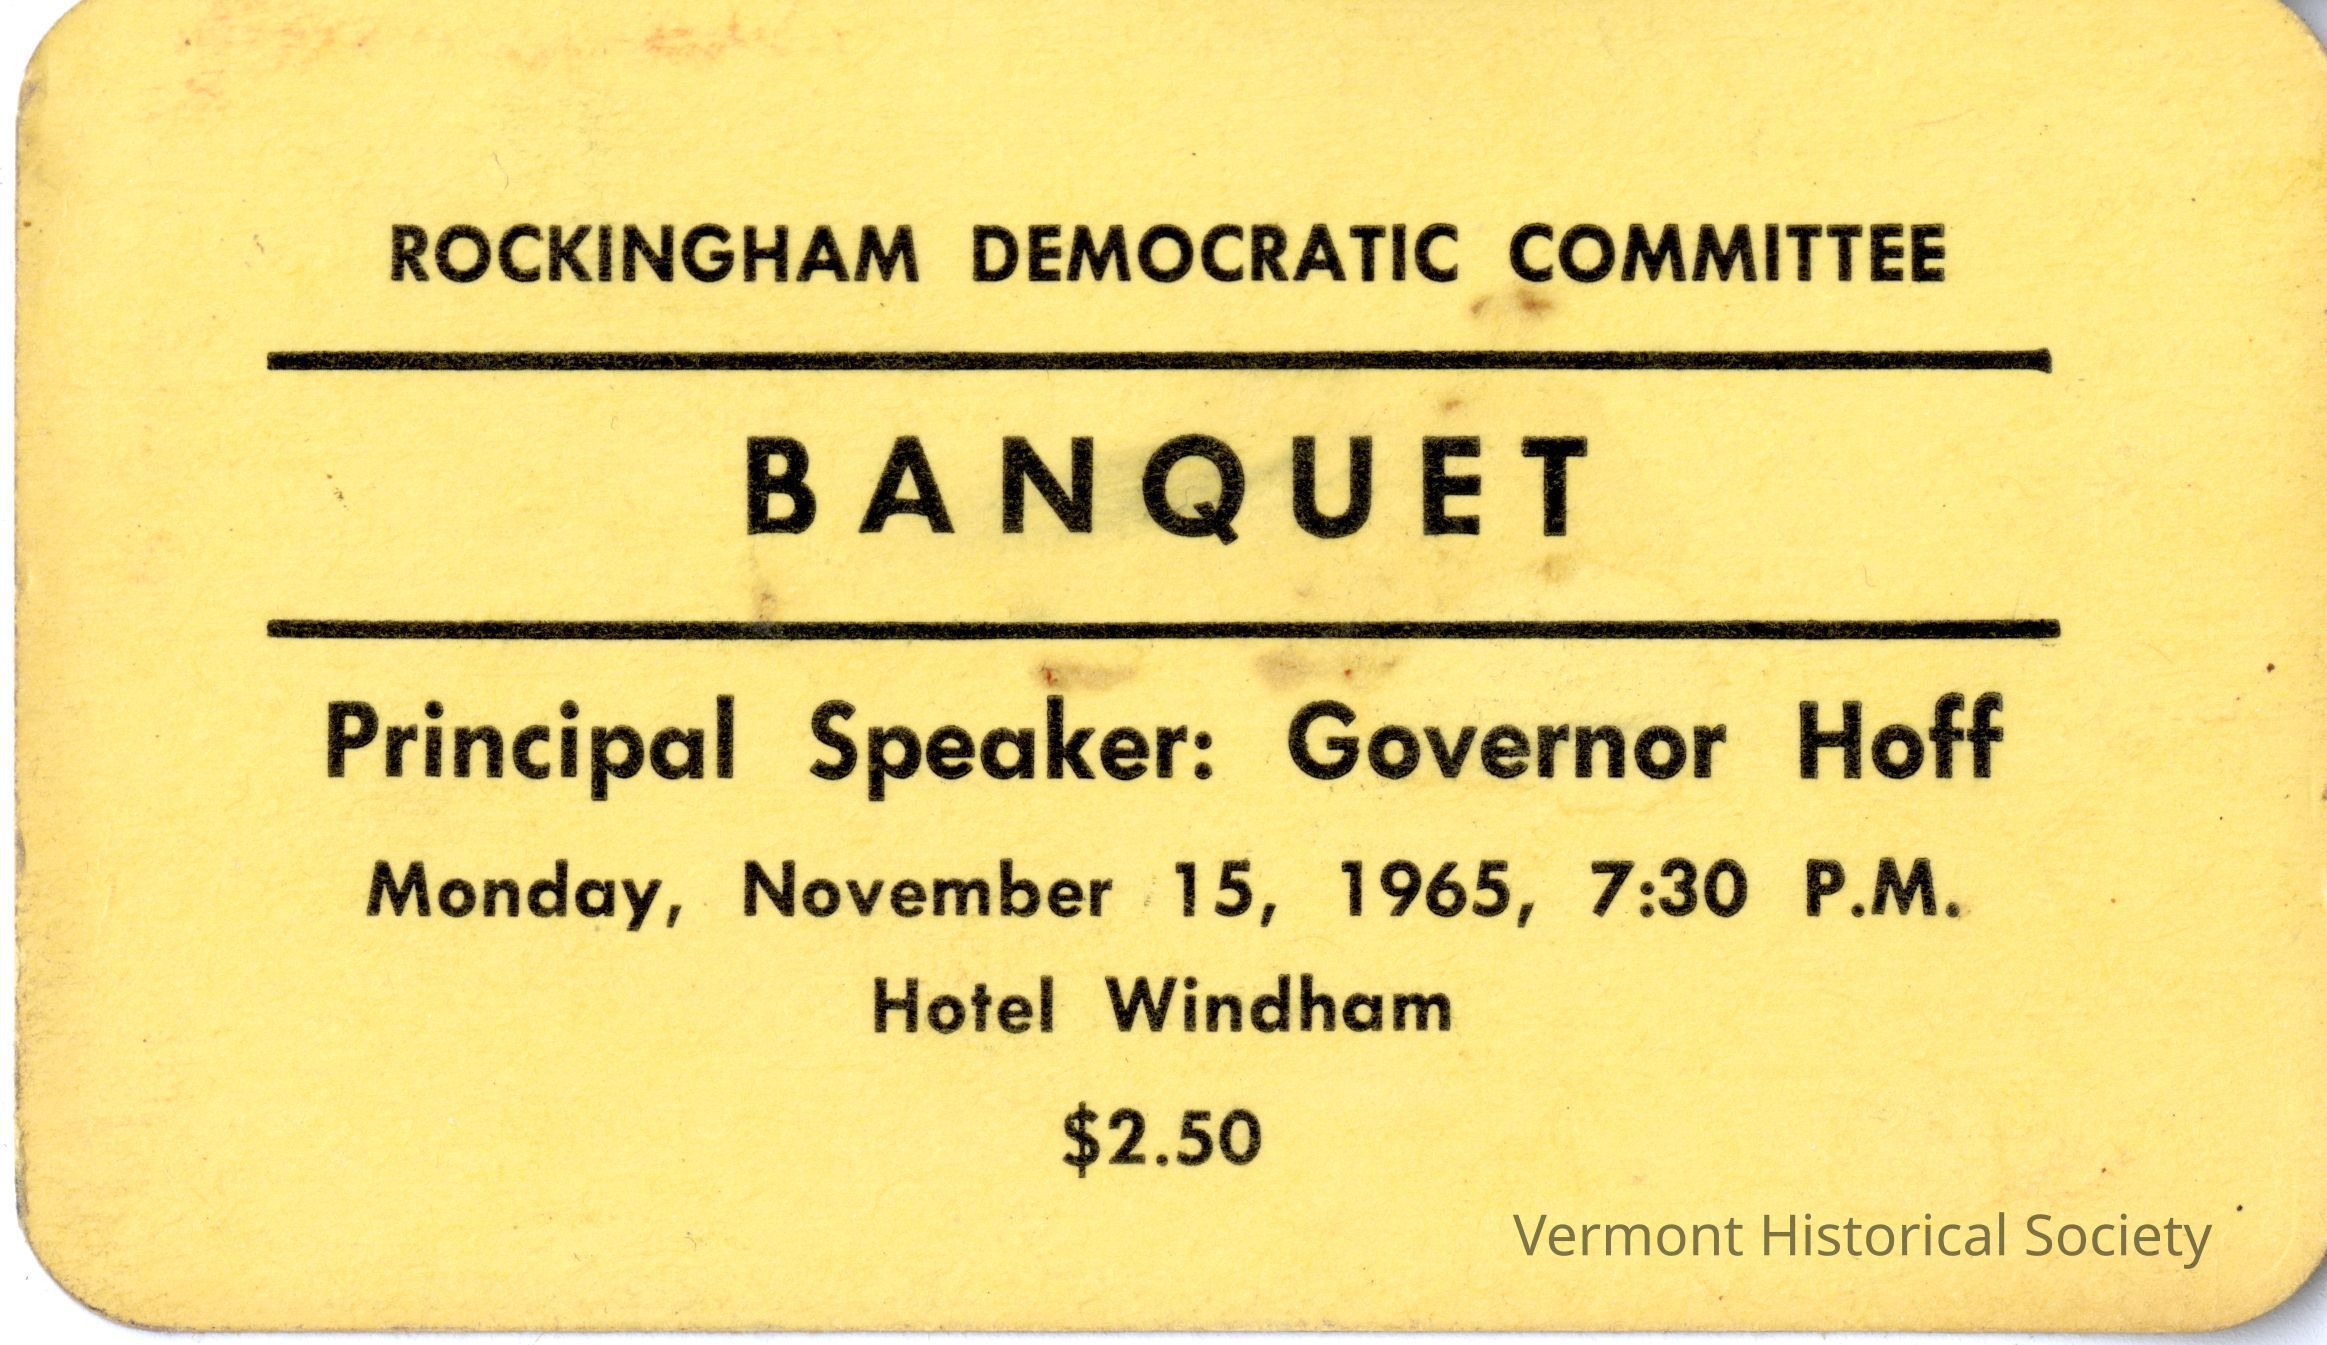 ROCKINGHAM DEMOCRATIC COMMITTEE
BANQUET
Principal Speaker: Governor Hoff
Monday, November 15, 1965, 7:30 P.M.
Hotel Windham
$2.50
Vermont Historical Society